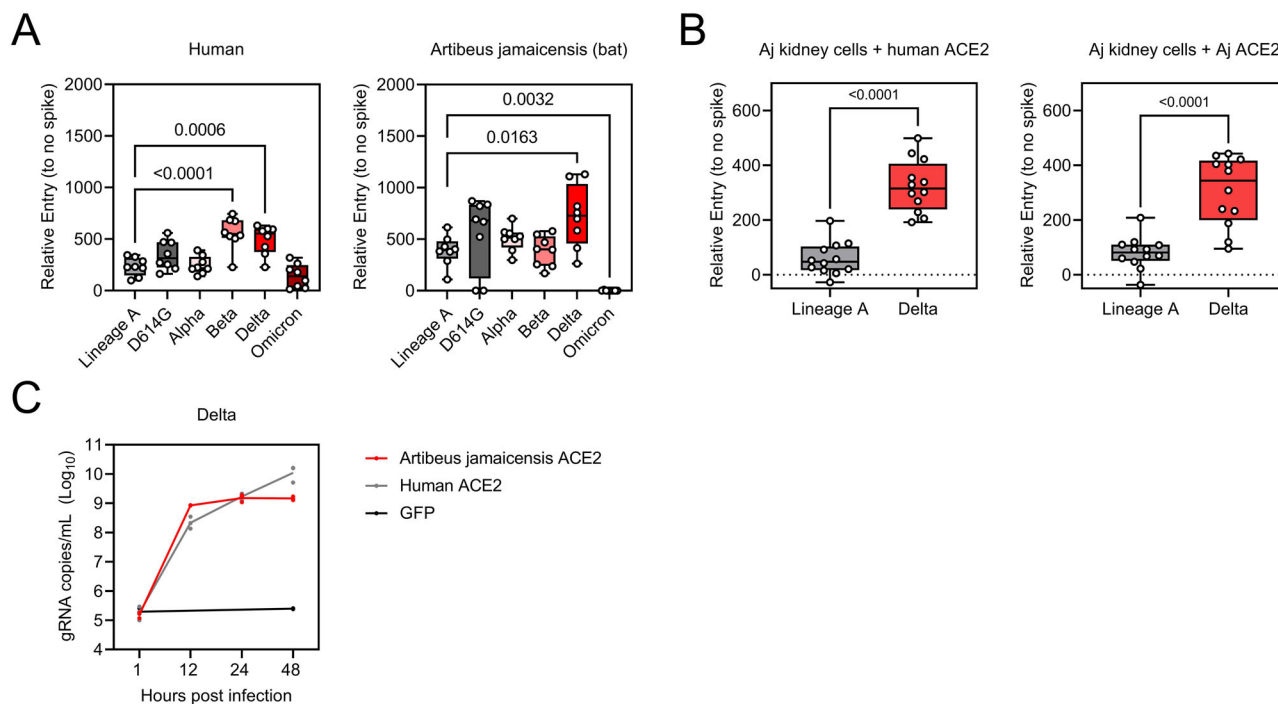 A
Human
Relative Entry (to no spike)
2000
1500
1000
500
0
0.0006
<0.0001
Lineage A
D614G
Alpha
Beta
Delta
Omicron
Artibeus jamaicensis (bat)
Relative Entry (to no spike)
2000
1500
1000
500
0
0.0032
0.0163
Lineage A
D614G
Alpha
Beta
Delta
Omicron
B
Aj kidney cells + human ACE2
Relative Entry (to no spike)
600
400
200
0
<0.0001
Lineage A
Delta
Aj kidney cells + Aj ACE2
Relative Entry (to no spike)
600
400
200
0
<0.0001
Lineage A
Delta
C
Delta
gRNA copies/mL (Log10)
11
10
9
8
7
6
5
4
1
12
24
48
Hours post infection
Artibeus jamaicensis ACE2
Human ACE2
GFP